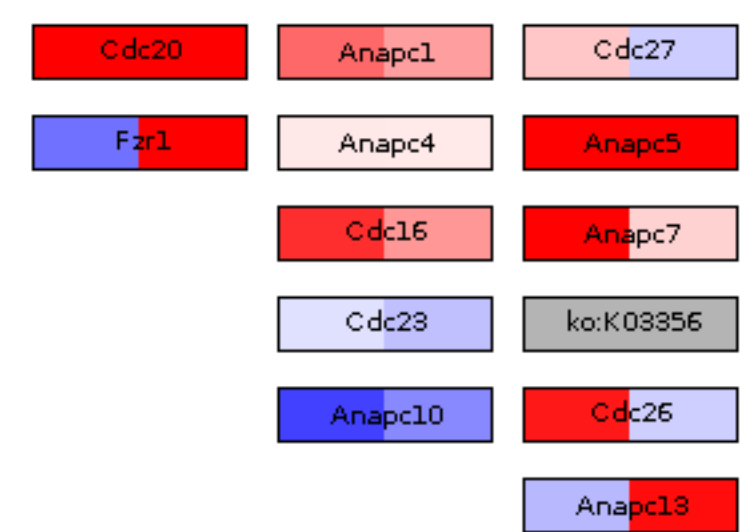 Cdc20 Anapc1 Cdc27
Fzr1 Anapc4 Anapc5
Cdc16 Anapc7
Cdc23 ko:K03356
Anapc10 Cdc26
Anapc13